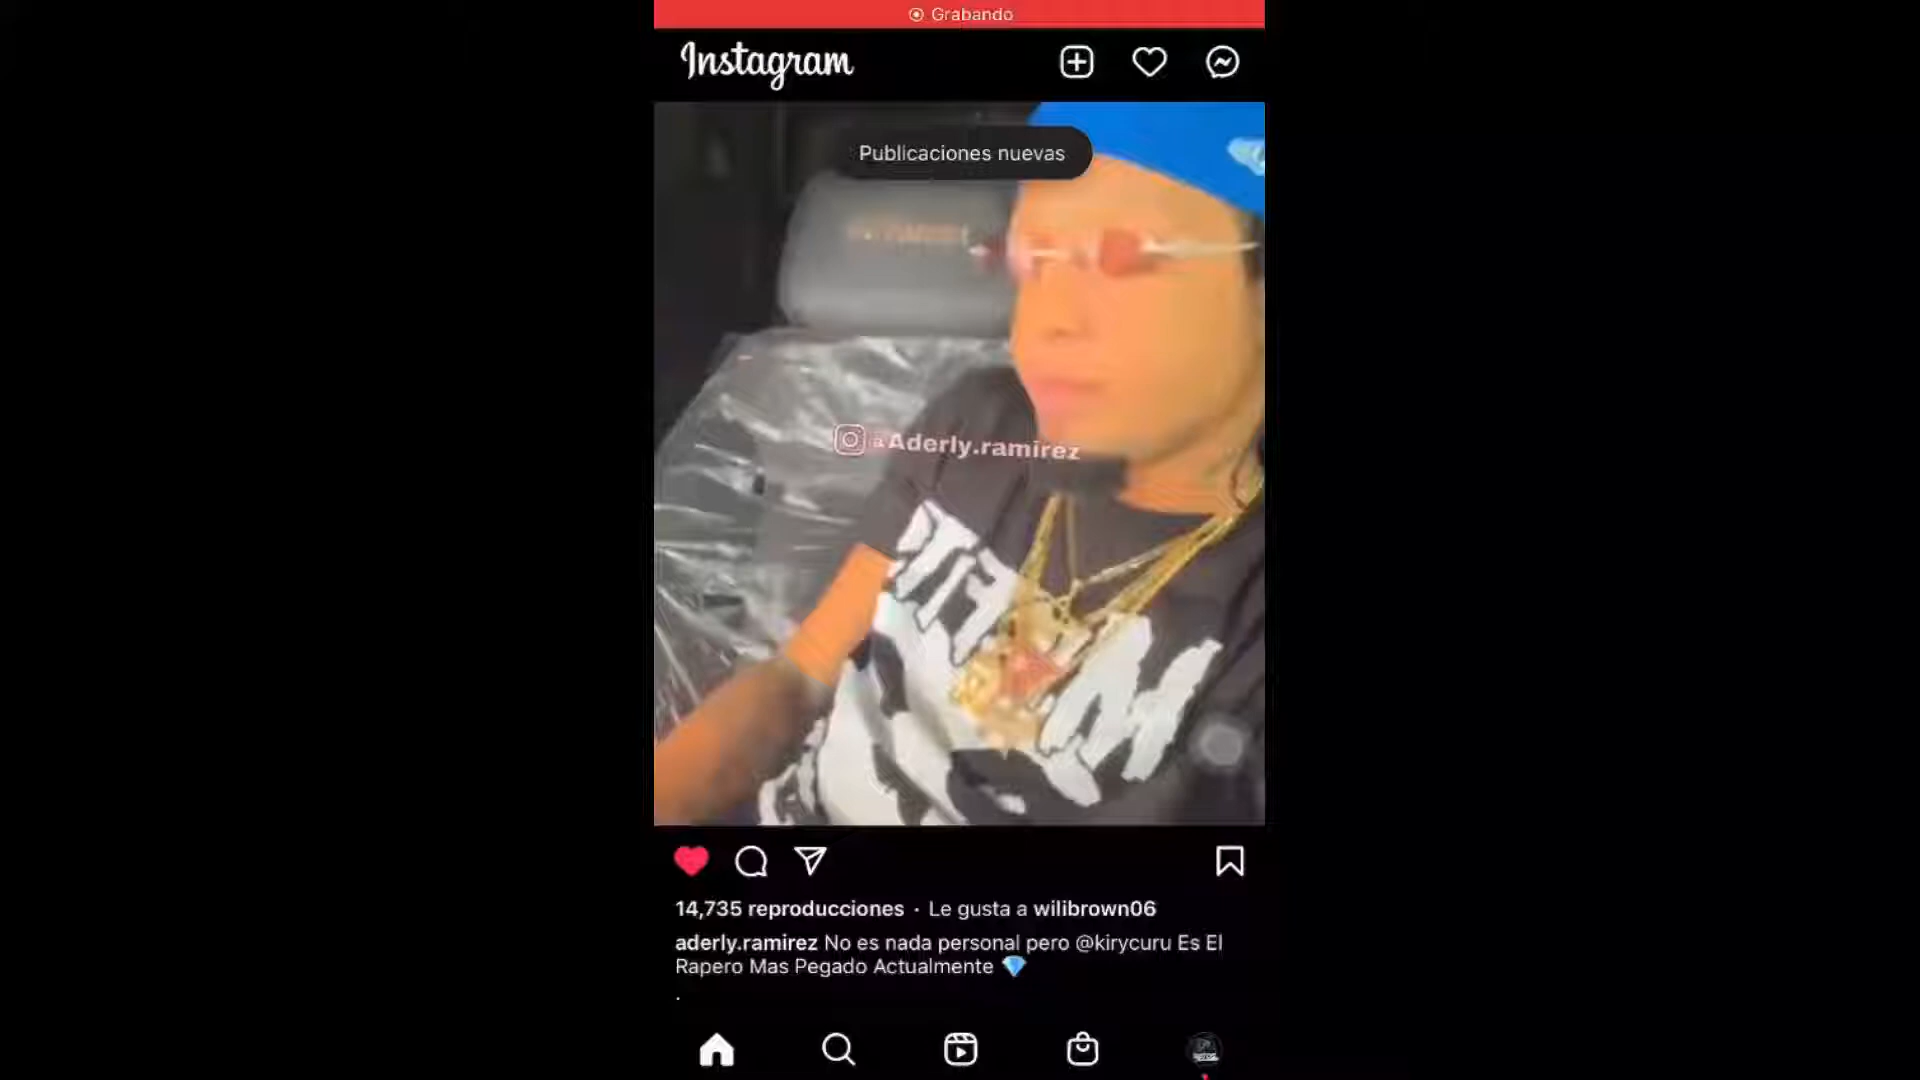 Grabando
Instagram
Publicaciones nuevas
@Aderly.ramirez
14,735 reproducciones · Le gusta a wilibrown06
aderly.ramirez No es nada personal pero @kirycuru Es El
Rapero Mas Pegado Actualmente 💎
.